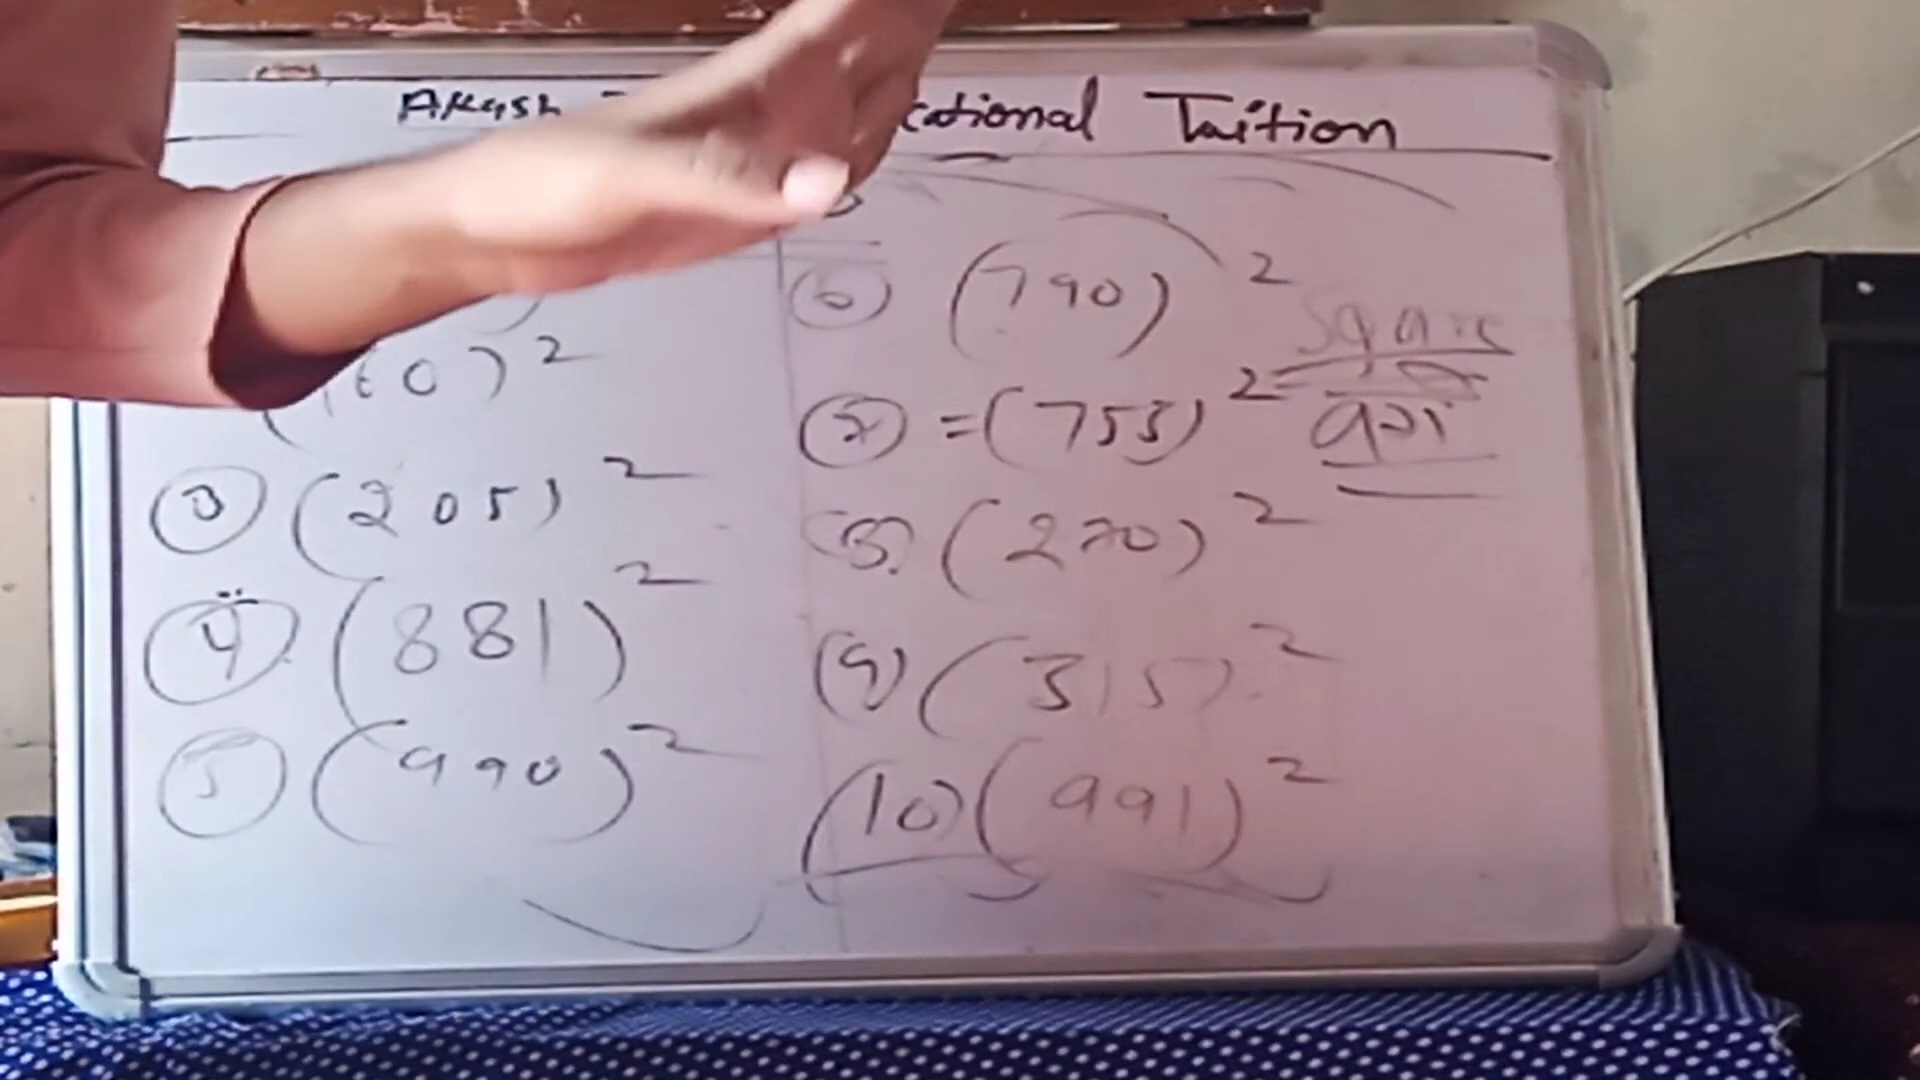 Akash cational Tuition
60)²
③ (205)²
④ (881)²
⑤ (990)²
⑥ (790)²
Square
⑦ = (755)²
⑧ (270)²
(9) (315)²
(10) (991)²